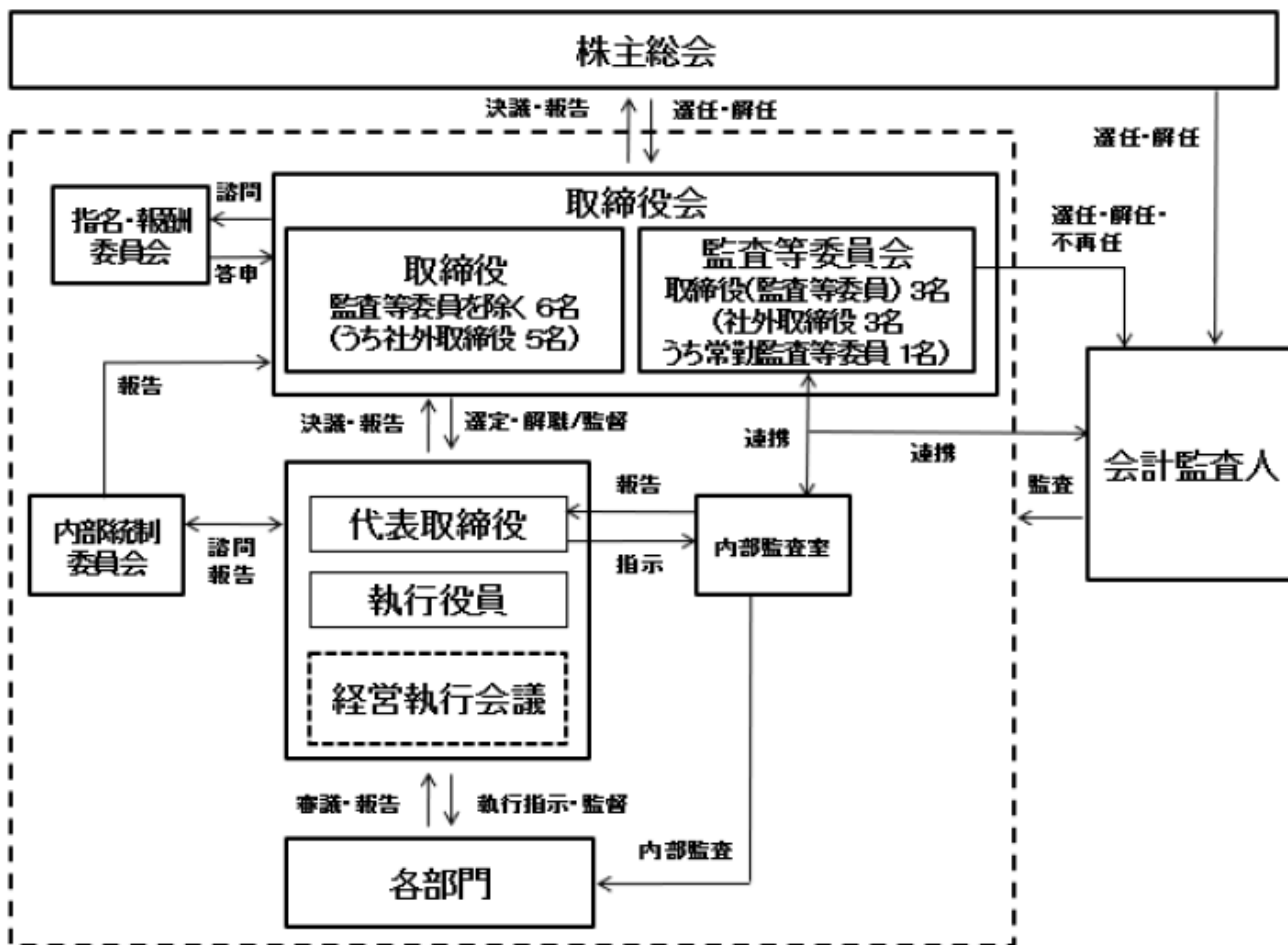 株主総会
決議・報告
選任・解任
選任・解任
諮問
指名・報酬
委員会
答申
取締役会
取締役
監査等委員を除く 6名
(うち社外取締役 5名)
監査等委員会
取締役(監査等委員) 3名
(社外取締役 3名
うち常勤監査等委員 1名)
選任・解任・
不再任
報告
決議・報告
選定・解職/監督
連携
連携
会計監査人
監査
内部統制
委員会
諮問
報告
代表取締役
執行役員
経営執行会議
報告
指示
内部監査室
審議・報告
執行指示・監督
内部監査
各部門